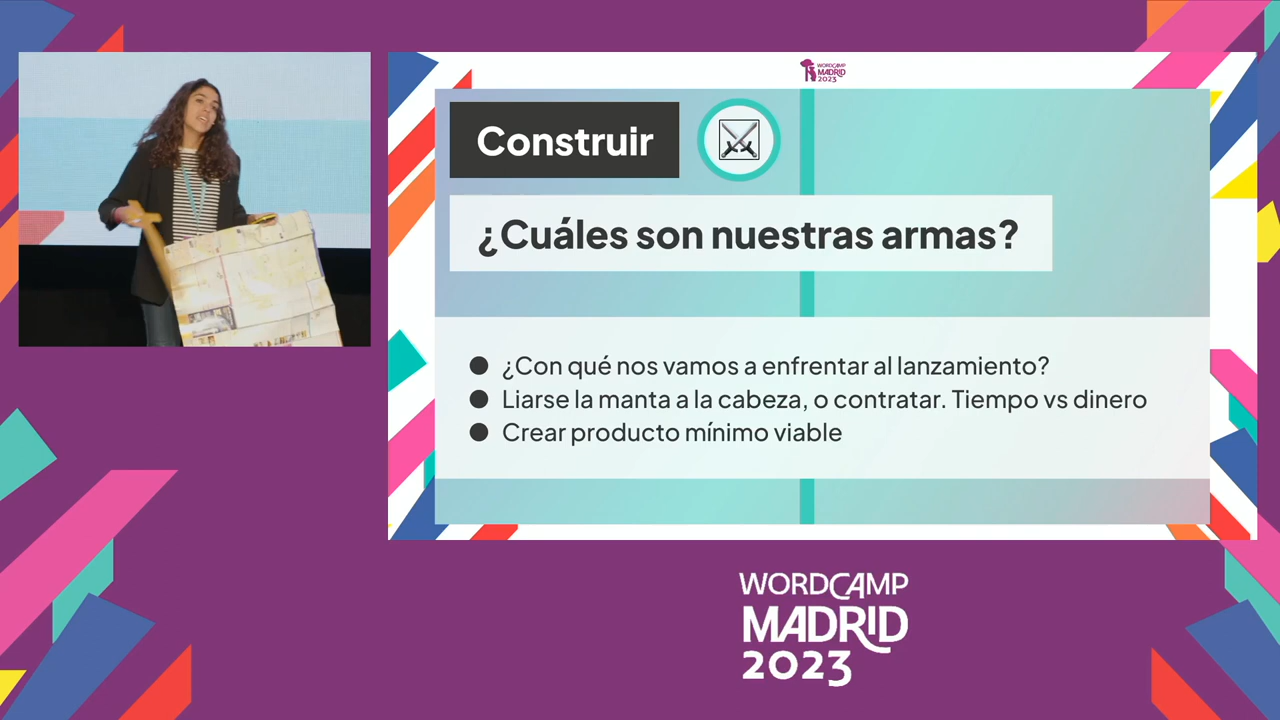 WORDCAMP
MADRID
2023
Construir
¿Cuáles son nuestras armas?
¿Con qué nos vamos a enfrentar al lanzamiento?
Liarse la manta a la cabeza, o contratar. Tiempo vs dinero
Crear producto mínimo viable
WORDCAMP
MADRID
2023